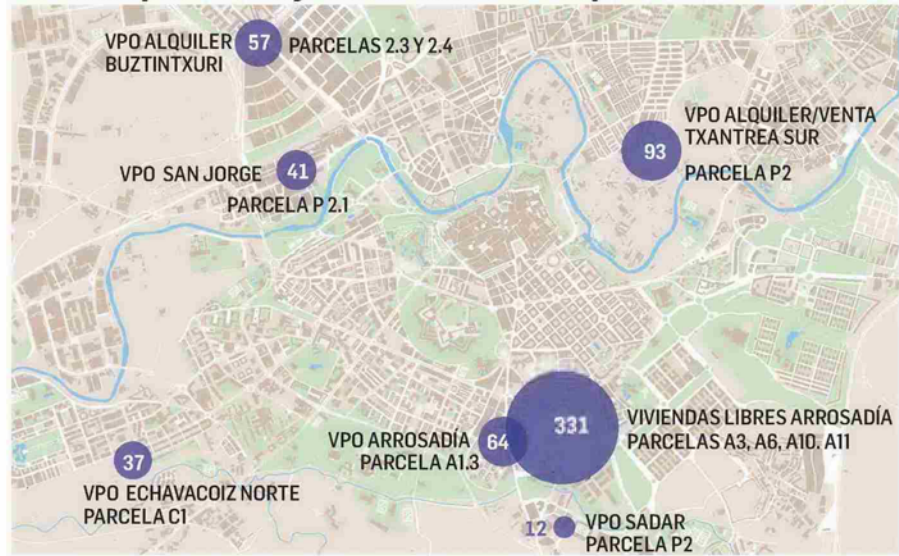 VPO ALQUILER
BUZTINTXURI
57
PARCELAS 2.3 Y 2.4
VPO ALQUILER/VENTA
TXANTREA SUR
93
PARCELA P2
VPO SAN JORGE
41
PARCELA P 2.1
331
VIVIENDAS LIBRES ARROSADÍA
PARCELAS A3, A6, A10. A11
VPO ARROSADÍA
PARCELA A1.3
64
37
VPO ECHAVACOIZ NORTE
PARCELA C1
12
VPO SADAR
PARCELA P2